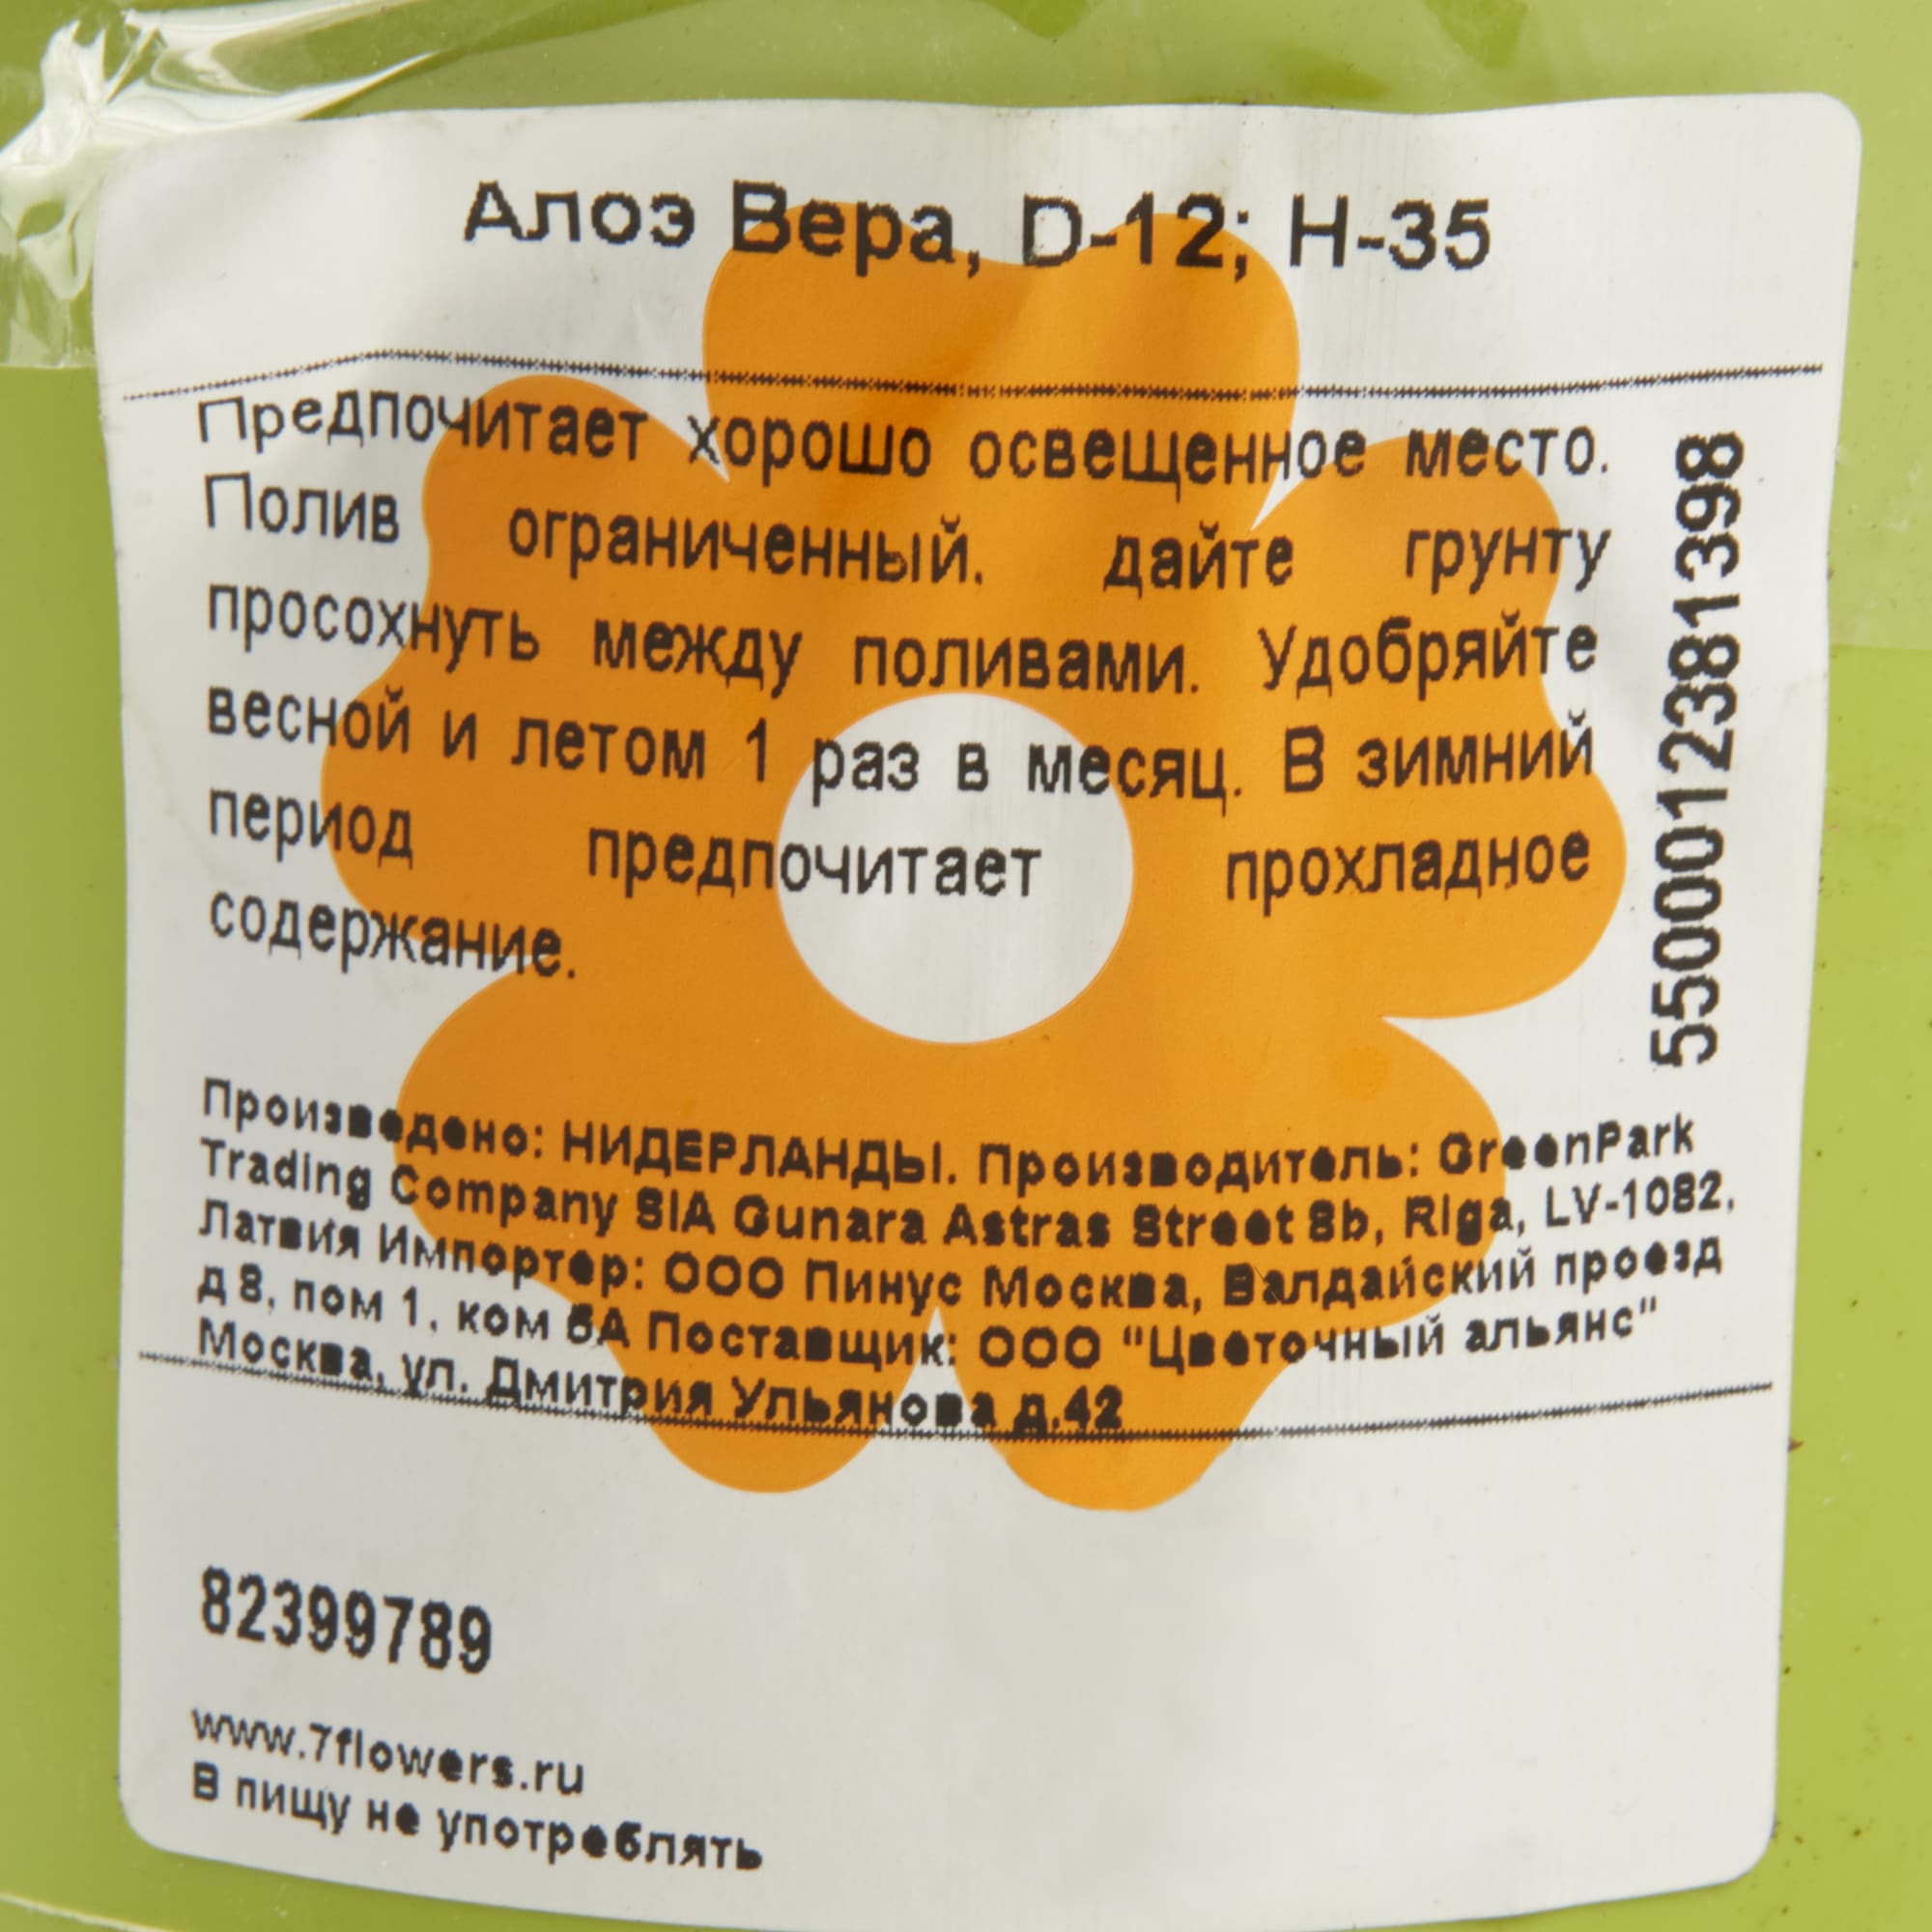 Алоэ Вера, D-12; H-35
Предпочитает хорошо освещенное место.
Полив ограниченный, дайте грунту
просохнуть между поливами. Удобряйте
весной и летом 1 раз в месяц. В зимний
период предпочитает прохладное
содержание.
5500012381398
Произведено: НИДЕРЛАНДЫ. Производитель: GreenPark
Trading Company SIA Gunara Astras Street 8b, Riga, LV-1082,
Латвия Импортер: ООО Пинус Москва, Валдайский проезд
д 8, пом 1, ком 6А Поставщик: ООО "Цветочный альянс"
Москва, ул. Дмитрия Ульянова д.42
82399789
www.7flowers.ru
В пищу не употреблять